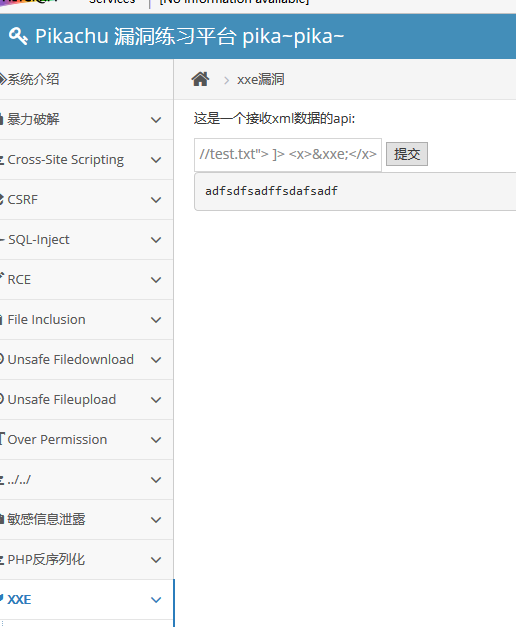 Services
[No information available]
Pikachu 漏洞练习平台 pika~pika~
系统介绍
xxe漏洞
暴力破解
这是一个接收xml数据的api:
//test.txt"> ]> <x>&xxe;</x>
提交
adfsdfsadffsdafsadf
Cross-Site Scripting
CSRF
SQL-Inject
RCE
File Inclusion
Unsafe Filedownload
Unsafe Fileupload
Over Permission
../../
敏感信息泄露
PHP反序列化
XXE